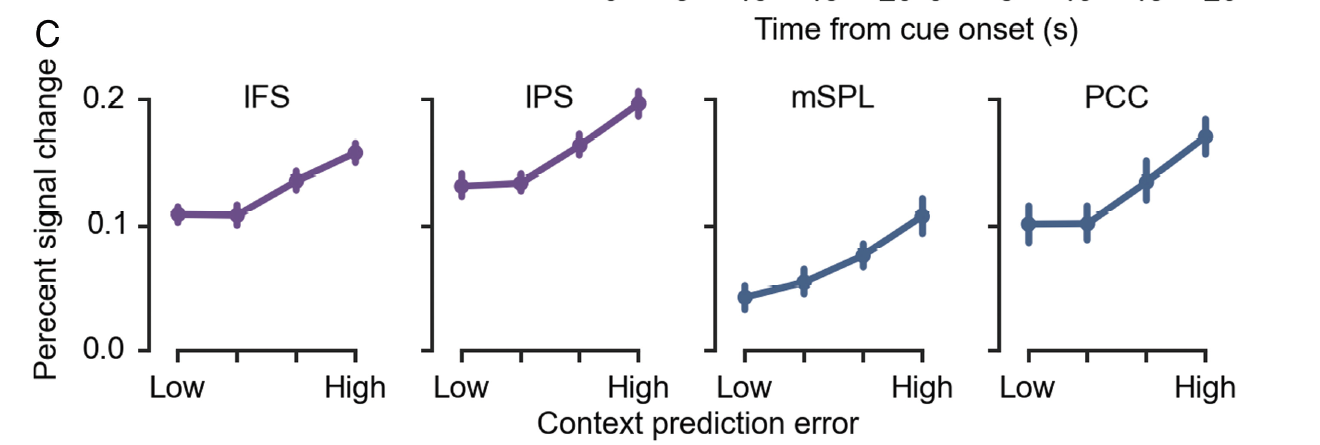 Time from cue onset (s)
C
Perecent signal change
0.2
0.1
0.0
IFS
IPS
mSPL
PCC
Low High Low High Low High Low High
Context prediction error